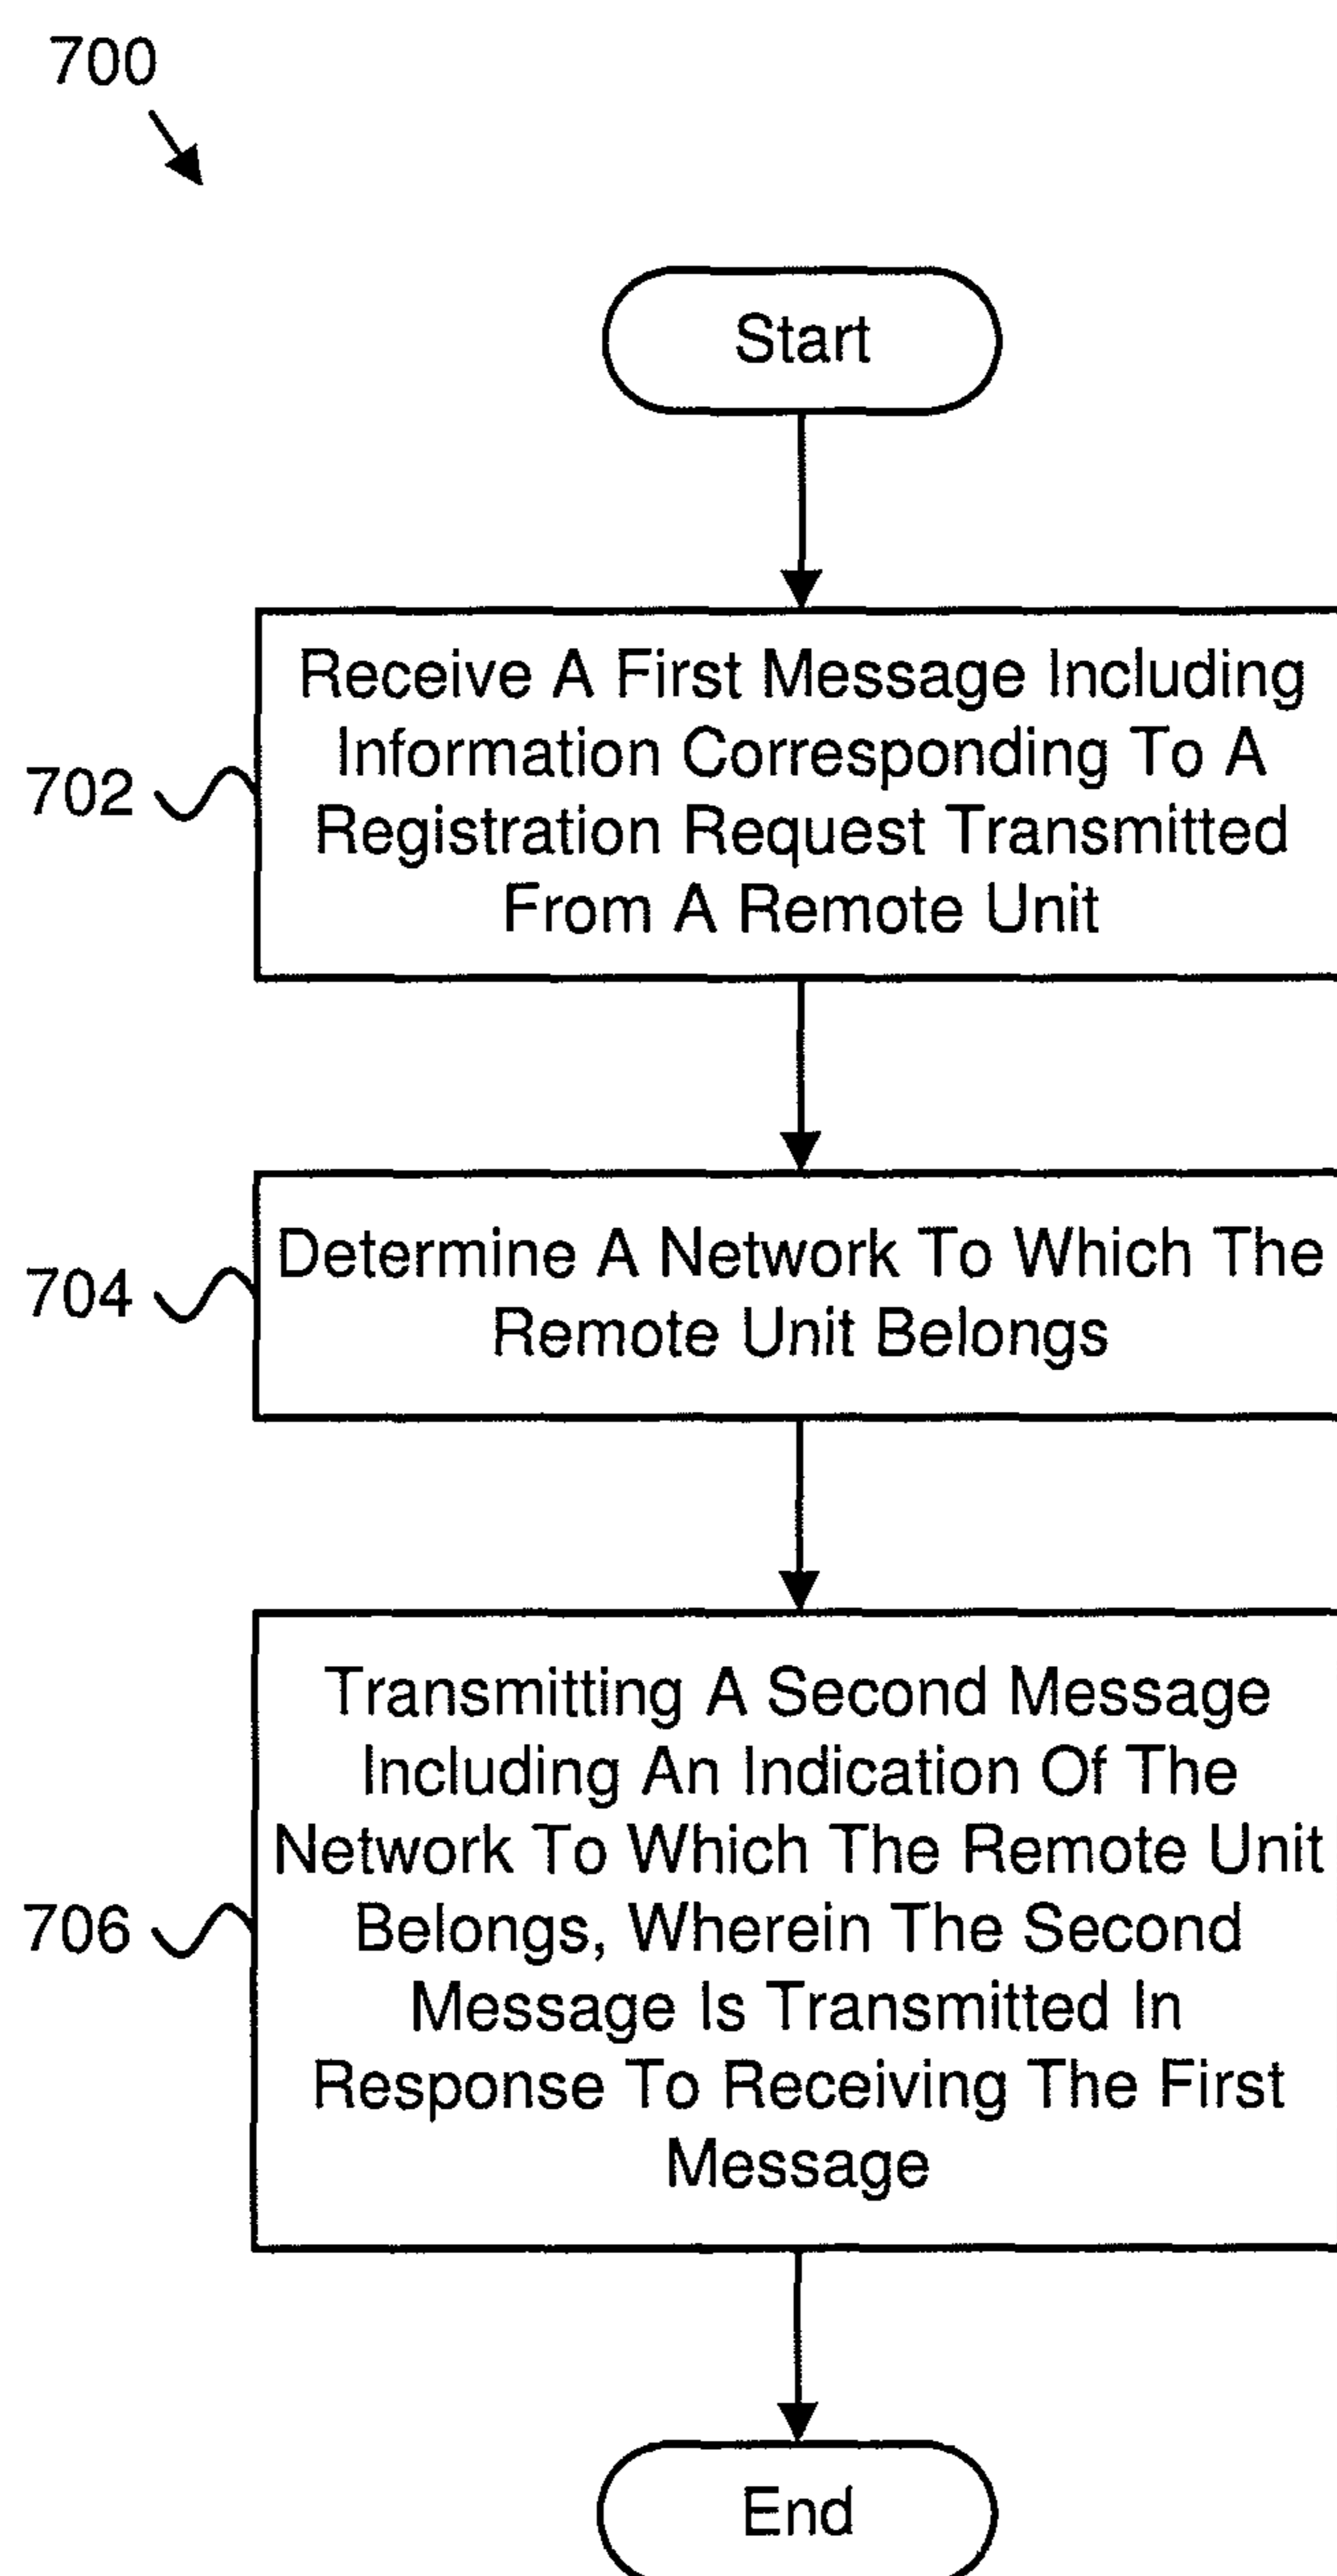 700
Start
Receive A First Message Including
Information Corresponding To A
Registration Request Transmitted
From A Remote Unit
702
Determine A Network To Which The
Remote Unit Belongs
704
Transmitting A Second Message
Including An Indication Of The
Network To Which The Remote Unit
Belongs, Wherein The Second
Message Is Transmitted In
Response To Receiving The First
Message
706
End